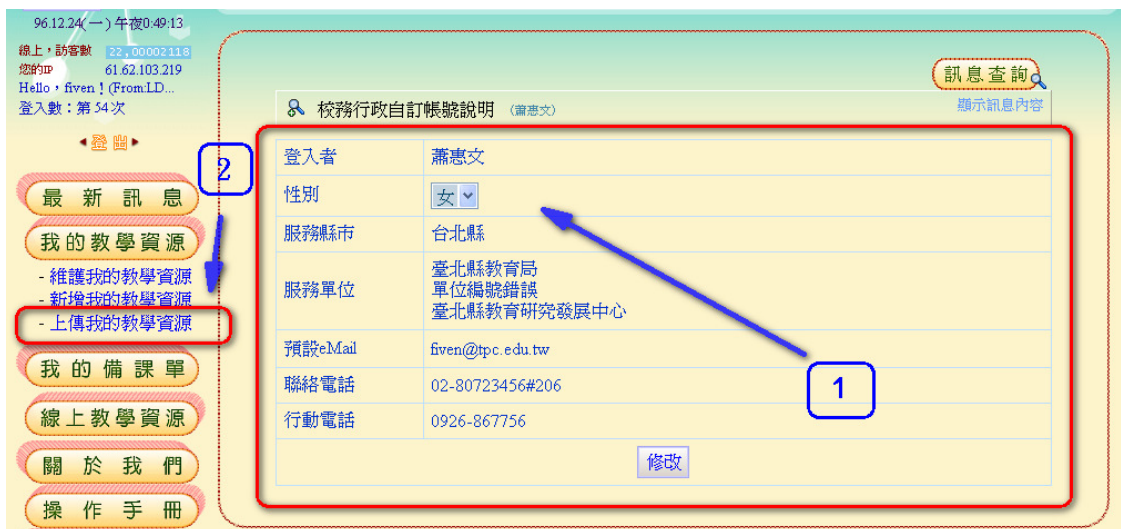 96.12.24(一) 午夜0:49:13
線上，訪客數 22,00002118
您的IP 61.62.103.219
Hello，fiven！(From:LD...
登入數：第 54 次
登出
最新訊息
我的教學資源
- 維護我的教學資源
- 新增我的教學資源
- 上傳我的教學資源
我的備課單
線上教學資源
關於我們
操作手冊
2
訊息查詢
校務行政自訂帳號說明 (蕭惠文)
顯示訊息內容
登入者 蕭惠文
性別 女
服務縣市 台北縣
服務單位
臺北縣教育局
單位編號錯誤
臺北縣教育研究發展中心
預設eMail fiven@tpc.edu.tw
聯絡電話 02-80723456#206
行動電話 0926-867756
1
修改